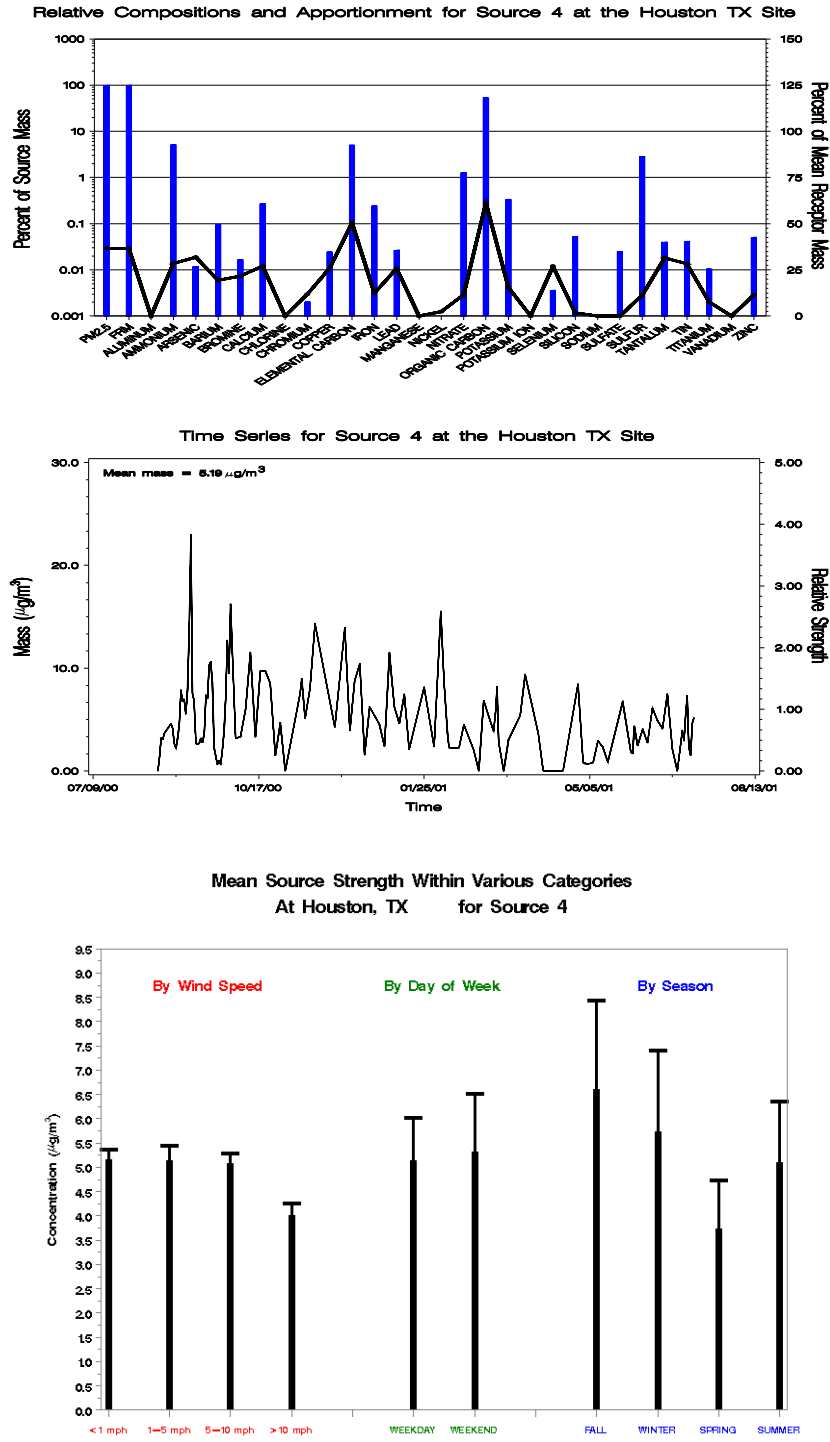 Relative Compositions and Apportionment for Source 4 at the Houston TX Site
1000
100
10
1
0.1
0.01
0.001
Percent of Source Mass
150
125
100
75
50
25
0
Percent of Mean Receptor Mass
PM2.5
FRM
ALUMINUM
AMMONIUM
ARSENIC
BARIUM
BROMINE
CALCIUM
CHLORINE
CHROMIUM
COPPER
ELEMENTAL CARBON
IRON
LEAD
MANGANESE
NICKEL
NITRATE
ORGANIC CARBON
POTASSIUM
POTASSIUM ION
SELENIUM
SILICON
SODIUM
SULFATE
SULFUR
TANTALUM
TIN
TITANIUM
VANADIUM
ZINC
Time Series for Source 4 at the Houston TX Site
Mean mass = 5.19 μg/m³
30.0
20.0
10.0
0.00
Mass (μg/m³)
5.00
4.00
3.00
2.00
1.00
0.00
Relative Strength
07/09/00 10/17/00 01/25/01 05/05/01 08/13/01
Time
Mean Source Strength Within Various Categories
At Houston, TX for Source 4
9.5
9.0
8.5
8.0
7.5
7.0
6.5
6.0
5.5
5.0
4.5
4.0
3.5
3.0
2.5
2.0
1.5
1.0
0.5
0.0
Concentration (μg/m³)
By Wind Speed By Day of Week By Season
<1 mph 1-5 mph 5-10 mph >10 mph WEEKDAY WEEKEND FALL WINTER SPRING SUMMER